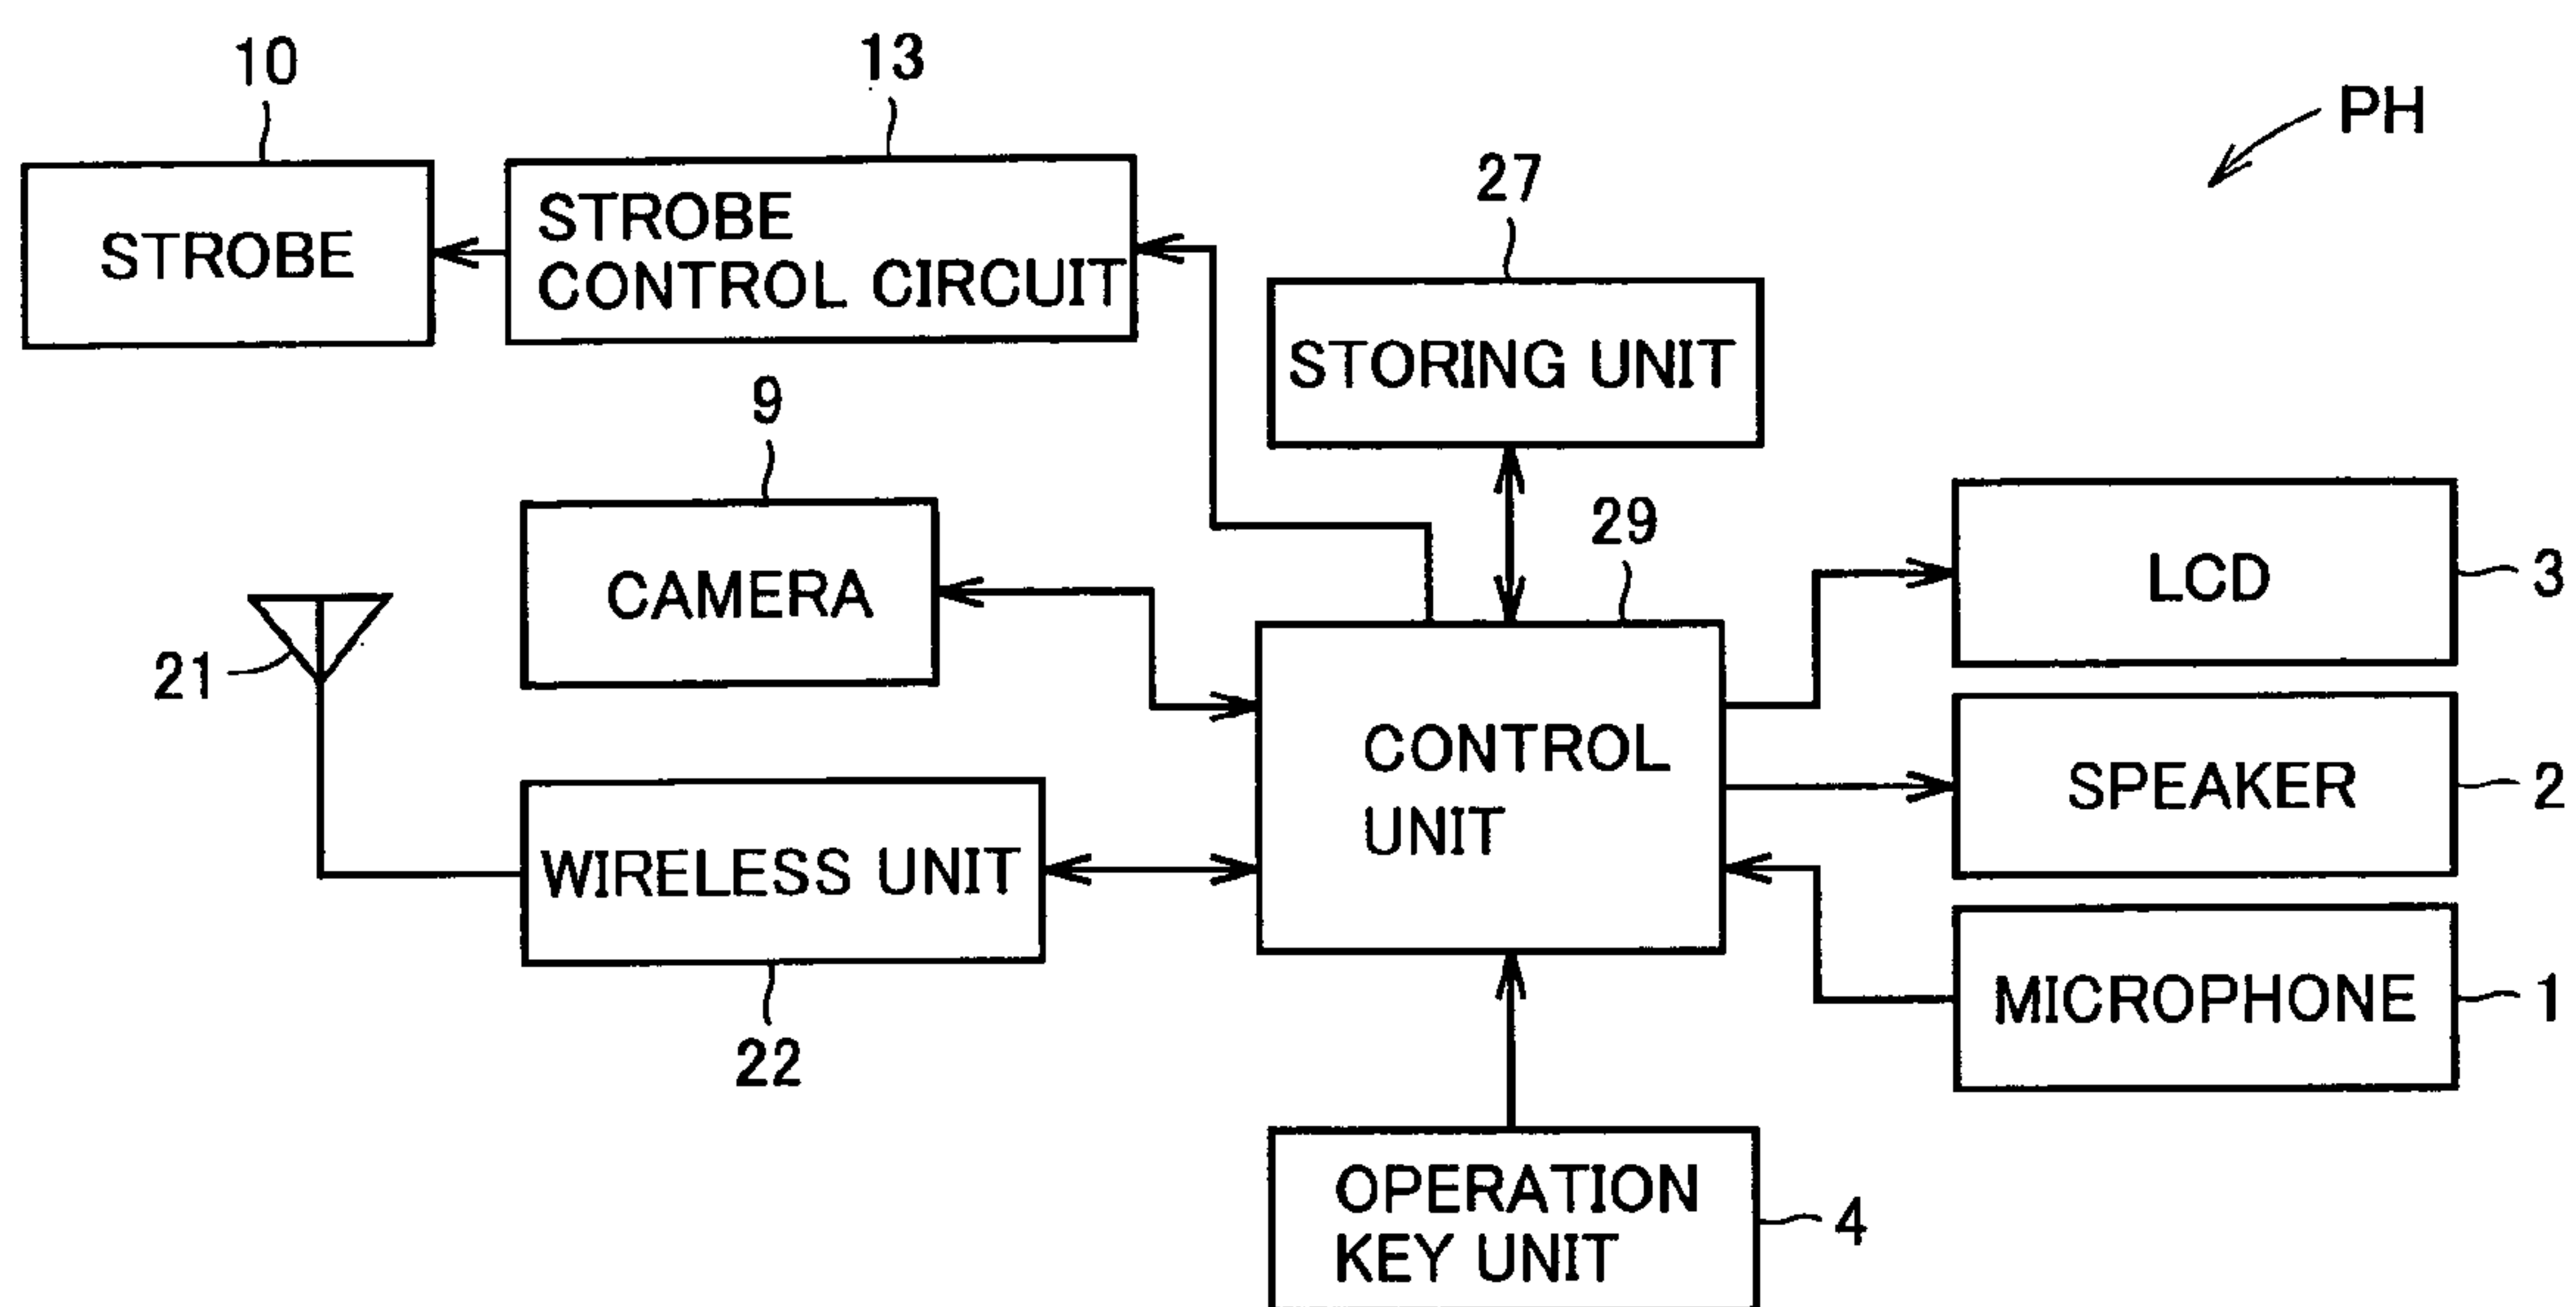 10
13
PH
STROBE
STROBE
CONTROL CIRCUIT
27
STORING UNIT
9
29
CAMERA
LCD
3
21
CONTROL
UNIT
SPEAKER
2
WIRELESS UNIT
22
MICROPHONE
1
OPERATION
KEY UNIT
4